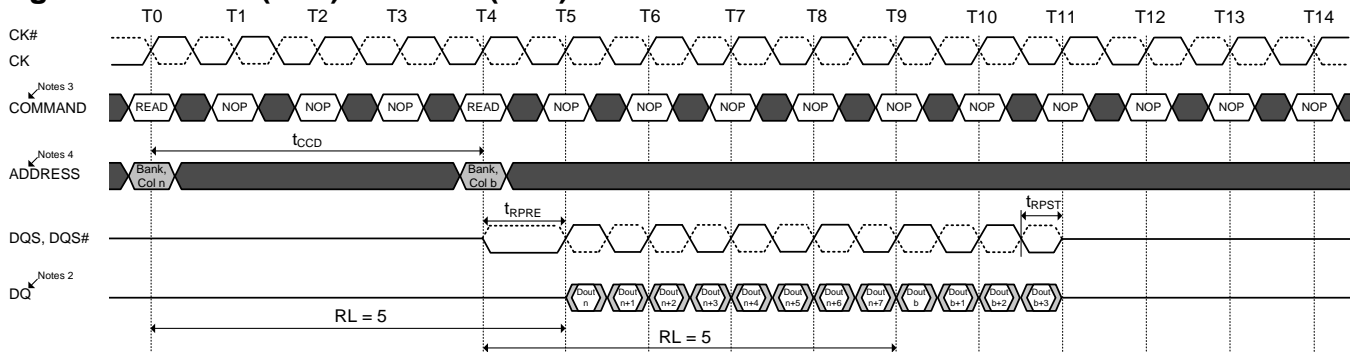 T0 T1 T2 T3 T4 T5 T6 T7 T8 T9 T10 T11 T12 T13 T14
CK#
CK
Notes 3
COMMAND READ NOP NOP NOP READ NOP NOP NOP NOP NOP NOP NOP NOP NOP NOP
tCCD
Notes 4
ADDRESS
Bank, Bank,
Col n Col b
tRPRE tRPST
DQS, DQS#
Notes 2
DQ
Dout Dout Dout Dout Dout Dout Dout Dout Dout Dout Dout Dout
n n+1 n+2 n+3 n+4 n+5 n+6 n+7 b b+1 b+2 b+3
RL = 5
RL = 5